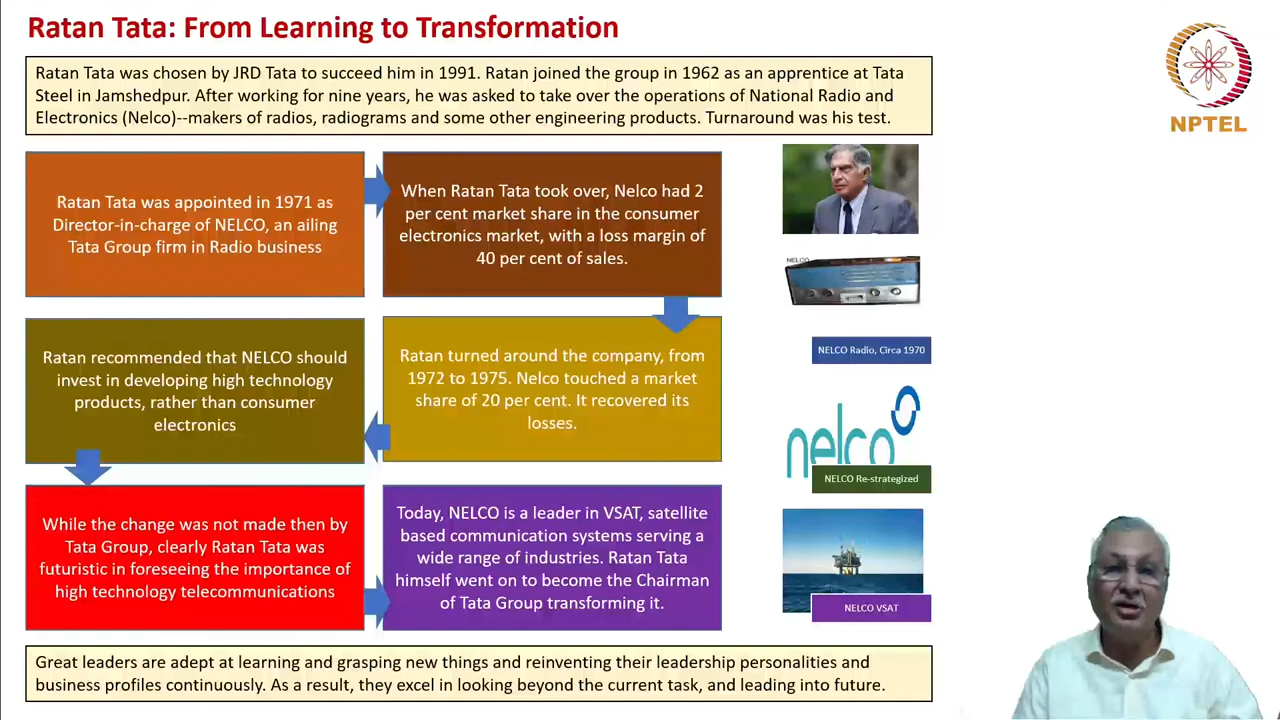 Ratan Tata: From Learning to Transformation
NPTEL
Ratan Tata was chosen by JRD Tata to succeed him in 1991. Ratan joined the group in 1962 as an apprentice at Tata
Steel in Jamshedpur. After working for nine years, he was asked to take over the operations of National Radio and
Electronics (Nelco)--makers of radios, radiograms and some other engineering products. Turnaround was his test.
Ratan Tata was appointed in 1971 as
Director-in-charge of NELCO, an ailing
Tata Group firm in Radio business
When Ratan Tata took over, Nelco had 2
per cent market share in the consumer
electronics market, with a loss margin of
40 per cent of sales.
Ratan turned around the company, from
1972 to 1975. Nelco touched a market
share of 20 per cent. It recovered its
losses.
Ratan recommended that NELCO should
invest in developing high technology
products, rather than consumer
electronics
While the change was not made then by
Tata Group, clearly Ratan Tata was
futuristic in foreseeing the importance of
high technology telecommunications
Today, NELCO is a leader in VSAT, satellite
based communication systems serving a
wide range of industries. Ratan Tata
himself went on to become the Chairman
of Tata Group transforming it.
NELCO
NELCO Radio, Circa 1970
nelco
NELCO Re-strategized
NELCO VSAT
Great leaders are adept at learning and grasping new things and reinventing their leadership personalities and
business profiles continuously. As a result, they excel in looking beyond the current task, and leading into future.